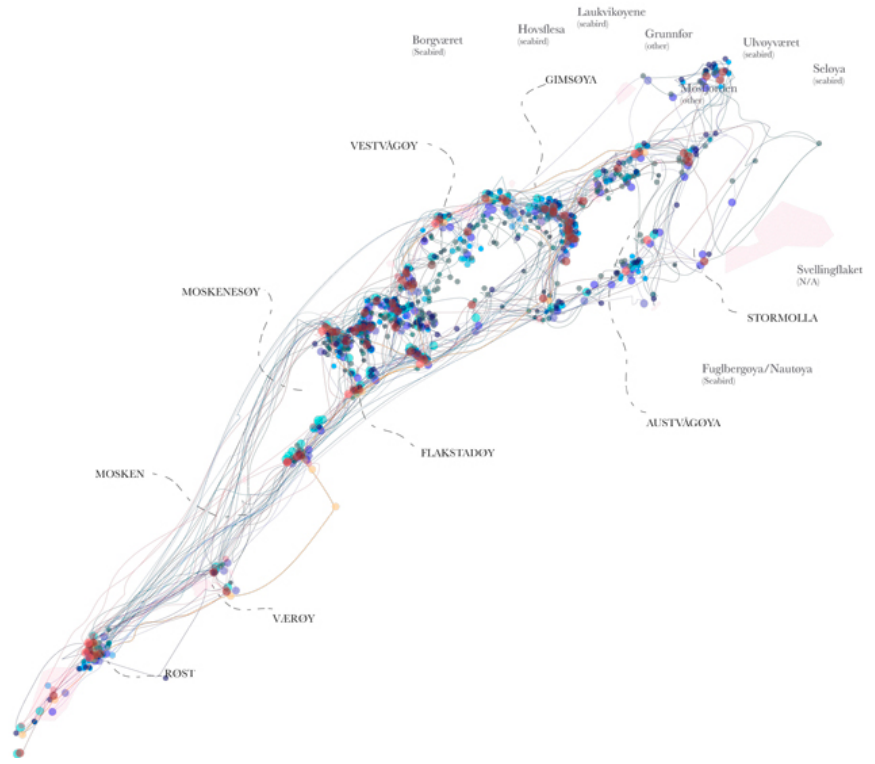 Laukvikøyene
(seabird)
Hovsflesa
(seabird)
Grunnfør
(other)
Borgværet
(Seabird)
Ulvøyværet
(seabird)
Seløya
(seabird)
GIMSØYA
(other)
VESTVÅGØY
Svellingflaket
(N/A)
MOSKENESØY
STORMOLLA
Fuglbergøya/Nautøya
(Seabird)
AUSTVÅGØYA
FLAKSTADØY
MOSKEN
VÆRØY
RØST